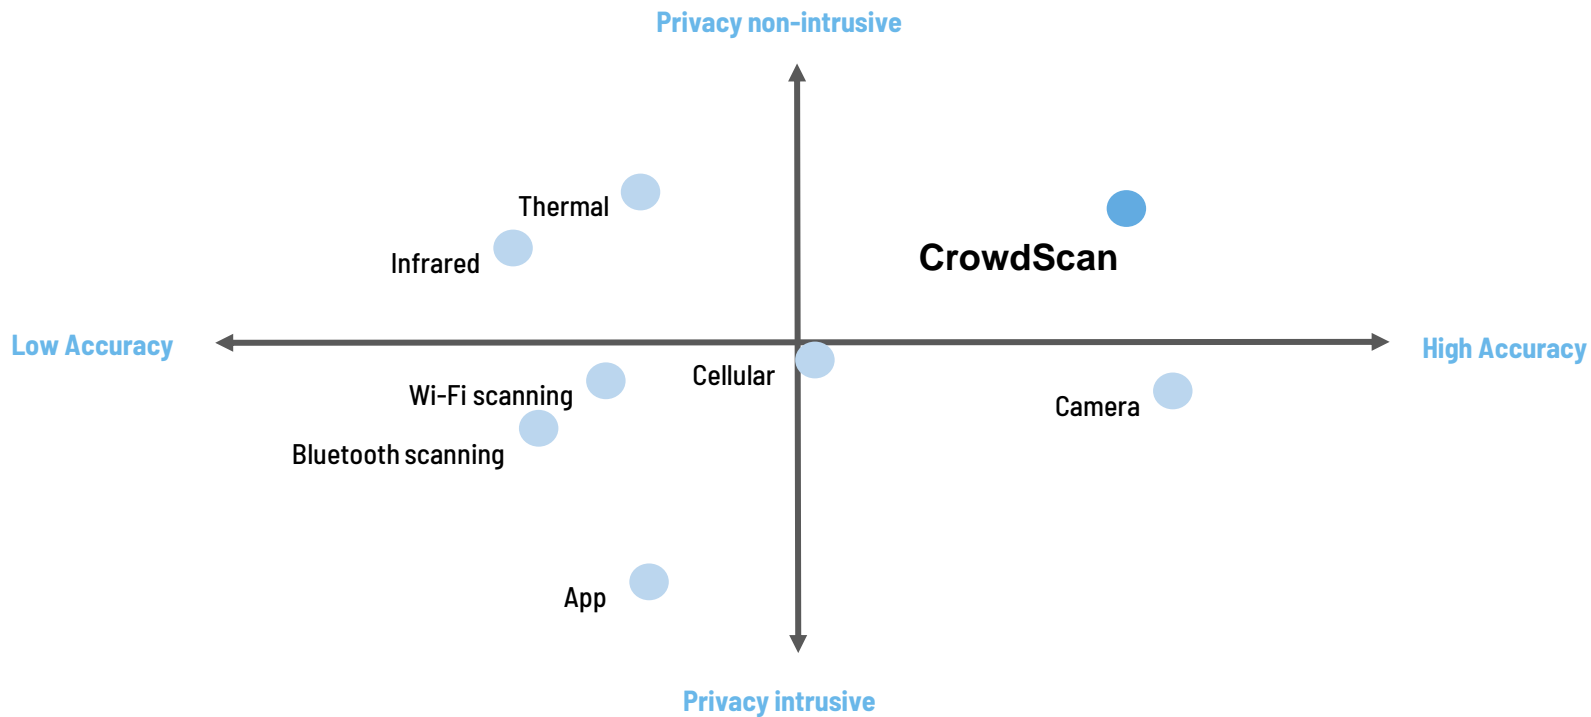 Privacy non-intrusive
Thermal
CrowdScan
Infrared
Low Accuracy
High Accuracy
Cellular
Wi-Fi scanning
Camera
Bluetooth scanning
App
Privacy intrusive